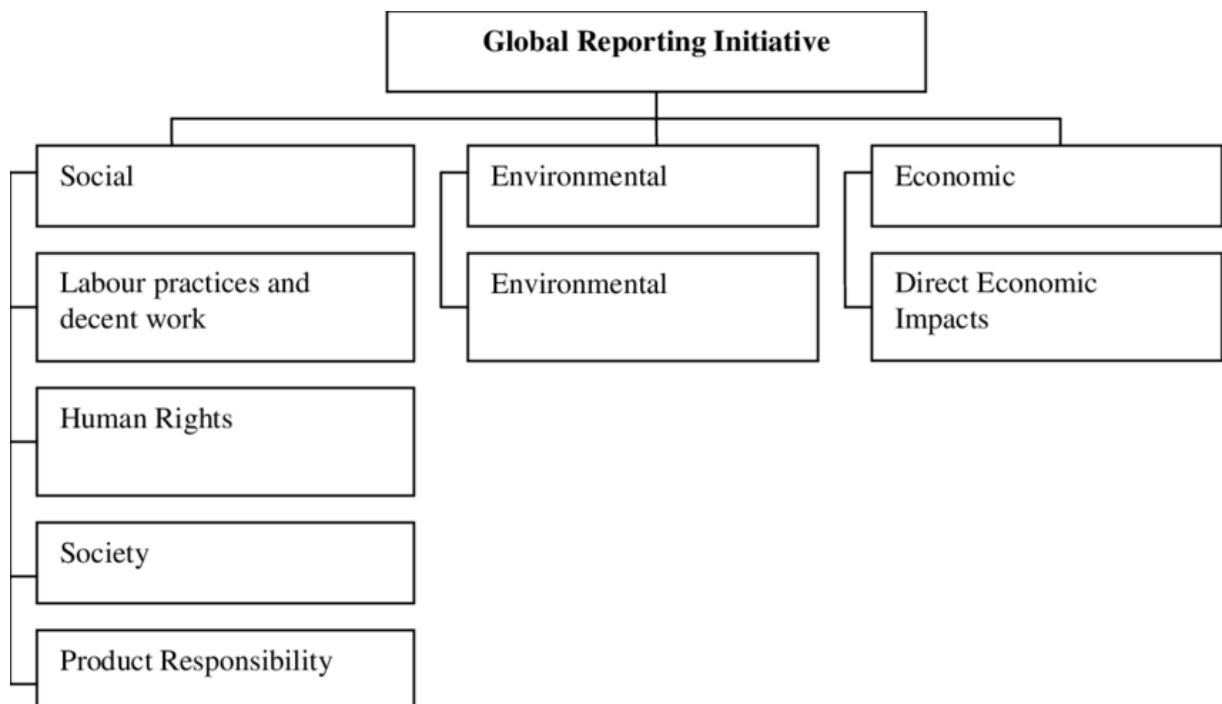 Global Reporting Initiative
Social
Environmental
Economic
Labour practices and
decent work
Environmental
Direct Economic
Impacts
Human Rights
Society
Product Responsibility